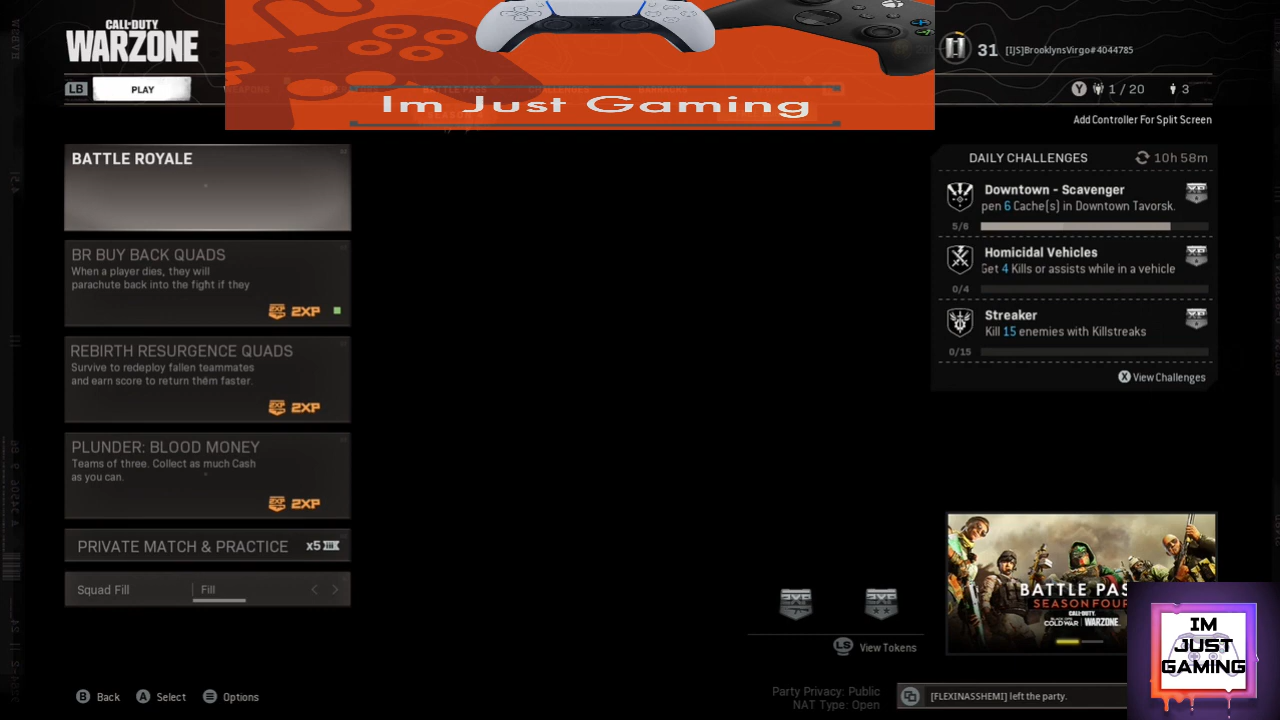 CALL OF DUTY
WARZONE
Im Just Gaming
31 [IJS]BrooklynsVirgo#4044785
LB PLAY
Y 1 / 20 3
Add Controller For Split Screen
BATTLE ROYALE
BR BUY BACK QUADS
When a player dies, they will
parachute back into the fight if they
2XP
REBIRTH RESURGENCE QUADS
Survive to redeploy fallen teammates
and earn score to return them faster.
2XP
PLUNDER: BLOOD MONEY
Teams of three. Collect as much Cash
as you can.
2XP
PRIVATE MATCH & PRACTICE x5
Squad Fill Fill
DAILY CHALLENGES 10h 58m
Downtown - Scavenger
pen 6 Cache(s) in Downtown Tavorsk.
5/6
Homicidal Vehicles
Get 4 Kills or assists while in a vehicle
0/4
Streaker
Kill 15 enemies with Killstreaks
0/15
X View Challenges
BATTLE PAS
SEASON FOUR
CALL OF DUTY
BLACK OPS
COLD WAR WARZONE
LS View Tokens
IM
JUST
GAMING
B Back A Select Options
Party Privacy: Public
NAT Type: Open
[FLEXINASSHEMI] left the party.